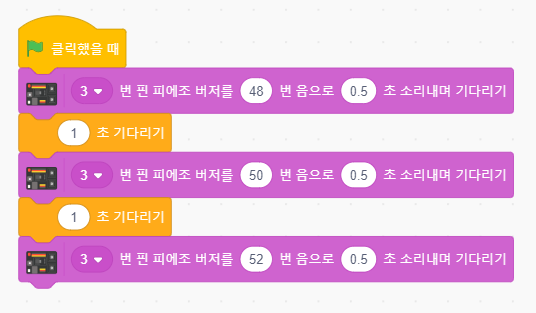 클릭했을 때
3 번 핀 피에조 버저를 48 번 음으로 0.5 초 소리내며 기다리기
1 초 기다리기
3 번 핀 피에조 버저를 50 번 음으로 0.5 초 소리내며 기다리기
1 초 기다리기
3 번 핀 피에조 버저를 52 번 음으로 0.5 초 소리내며 기다리기